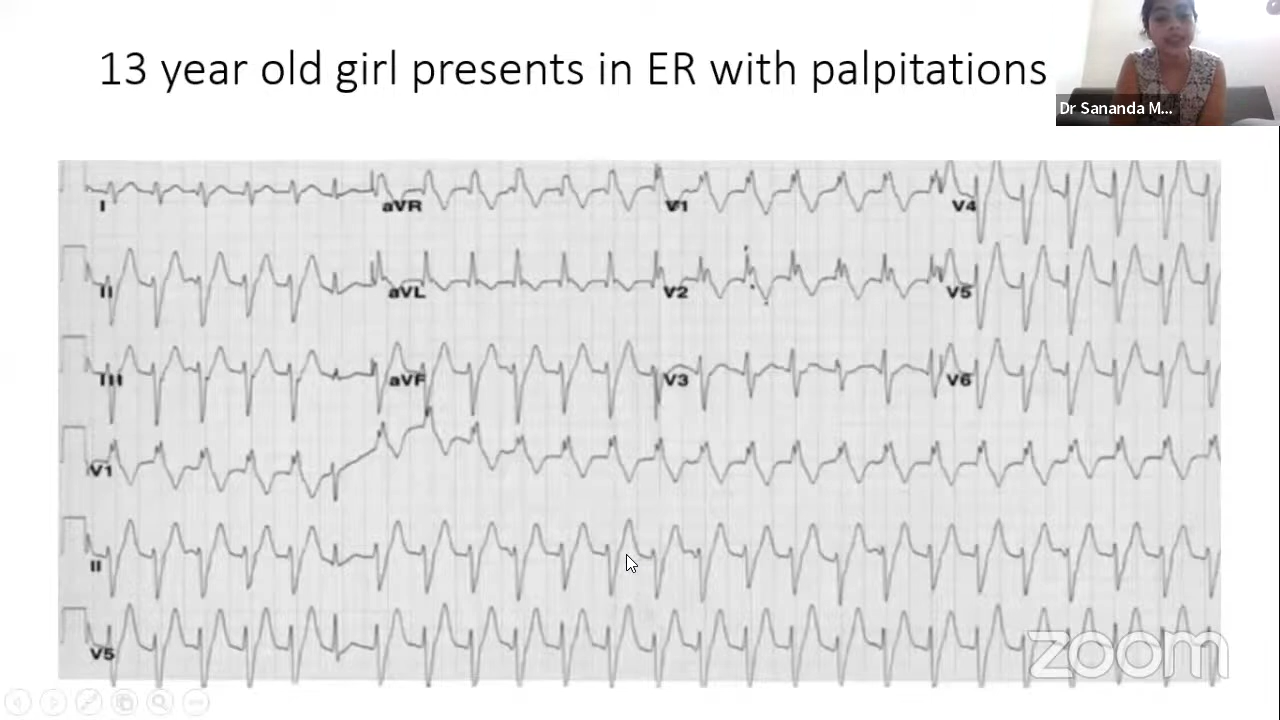 13 year old girl presents in ER with palpitations
Dr Sananda M...
I aVR V1 V4
II aVL V2 V5
III aVF V3 V6
V1
II
V5
zoom